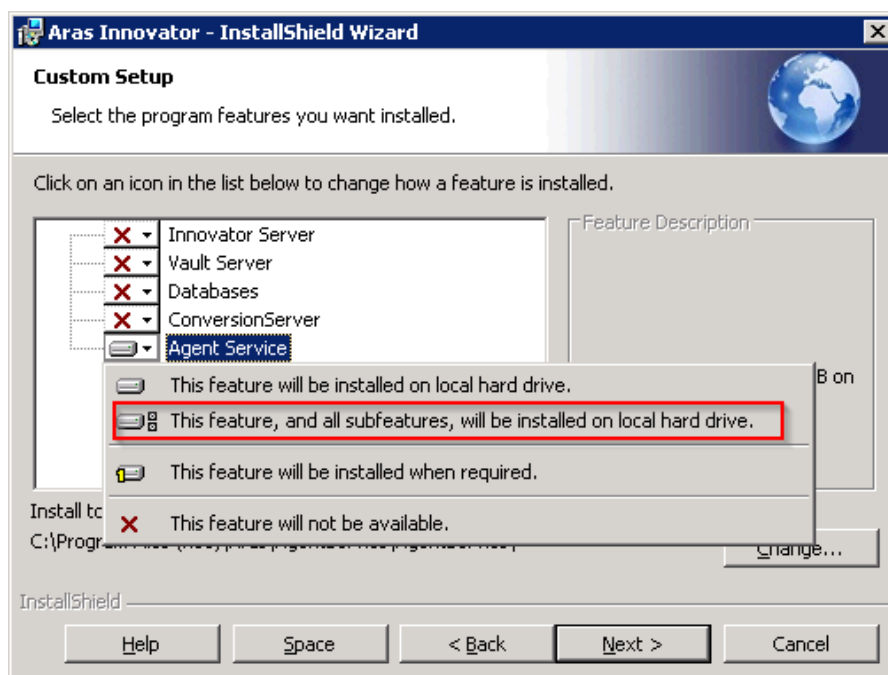 Aras Innovator - InstallShield Wizard
Custom Setup
Select the program features you want installed.
Click on an icon in the list below to change how a feature is installed.
Feature Description
Innovator Server
Vault Server
Databases
ConversionServer
Agent Service
This feature will be installed on local hard drive.
B on
This feature, and all subfeatures, will be installed on local hard drive.
This feature will be installed when required.
Install to
This feature will not be available.
Change...
InstallShield
Help
Space
< Back
Next >
Cancel